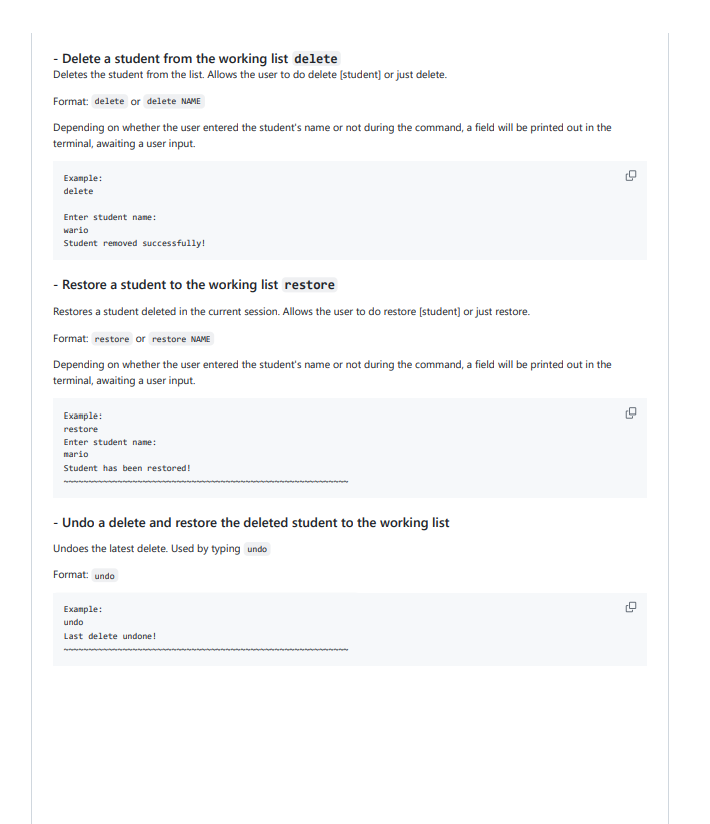 - Delete a student from the working list delete
Deletes the student from the list. Allows the user to do delete [student] or just delete.
Format: delete or delete NAME
Depending on whether the user entered the student's name or not during the command, a field will be printed out in the
terminal, awaiting a user input.
Example:
delete
Enter student name:
wario
Student removed successfully!
- Restore a student to the working list restore
Restores a student deleted in the current session. Allows the user to do restore [student] or just restore.
Format: restore or restore NAME
Depending on whether the user entered the student's name or not during the command, a field will be printed out in the
terminal, awaiting a user input.
Example:
restore
Enter student name:
mario
Student has been restored!
~~~~~~~~~~~~~~~~~~~~~~~~~~~~~~~~~~~~~~~~~~~~~~~~~~~~~~~~~~
- Undo a delete and restore the deleted student to the working list
Undoes the latest delete. Used by typing undo
Format: undo
Example:
undo
Last delete undone!
~~~~~~~~~~~~~~~~~~~~~~~~~~~~~~~~~~~~~~~~~~~~~~~~~~~~~~~~~~